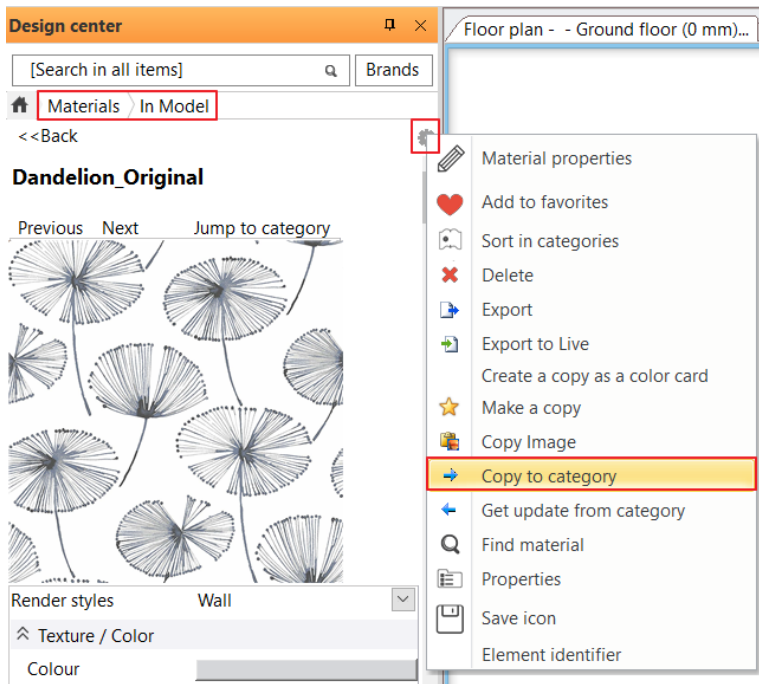 Design center
Floor plan - - Ground floor (0 mm)...
[Search in all items]
Brands
Materials
In Model
<<Back
Dandelion_Original
Previous Next Jump to category
Render styles Wall
Texture / Color
Colour
Material properties
Add to favorites
Sort in categories
Delete
Export
Export to Live
Create a copy as a color card
Make a copy
Copy Image
Copy to category
Get update from category
Find material
Properties
Save icon
Element identifier